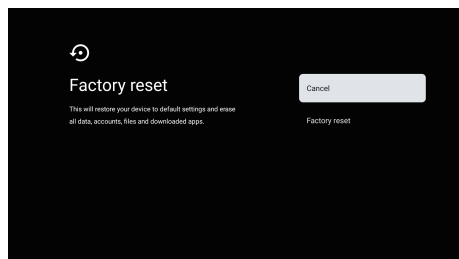 Factory reset
This will restore your device to default settings and erase
all data, accounts, files and downloaded apps.
Cancel
Factory reset